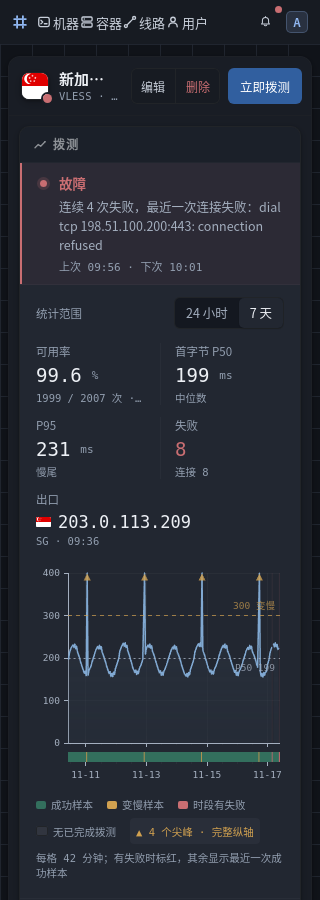 机器 容器 线路 用户 A
新加…
VLESS · …
编辑 删除 立即拨测
拨测
故障
连续 4 次失败，最近一次连接失败：dial
tcp 198.51.100.200:443: connection
refused
上次 09:56 · 下次 10:01
统计范围 24 小时 7 天
可用率 首字节 P50
99.6 % 199 ms
1999 / 2007 次 ·… 中位数
P95 失败
231 ms 8
慢尾 连接 8
出口
203.0.113.209
SG · 09:36
400
300 300 变慢
200 P50 199
100
0
11-11 11-13 11-15 11-17
成功样本 变慢样本 时段有失败
无已完成拨测 ▲ 4 个尖峰 · 完整纵轴
每格 42 分钟；有失败时标红，其余显示最近一次成
功样本